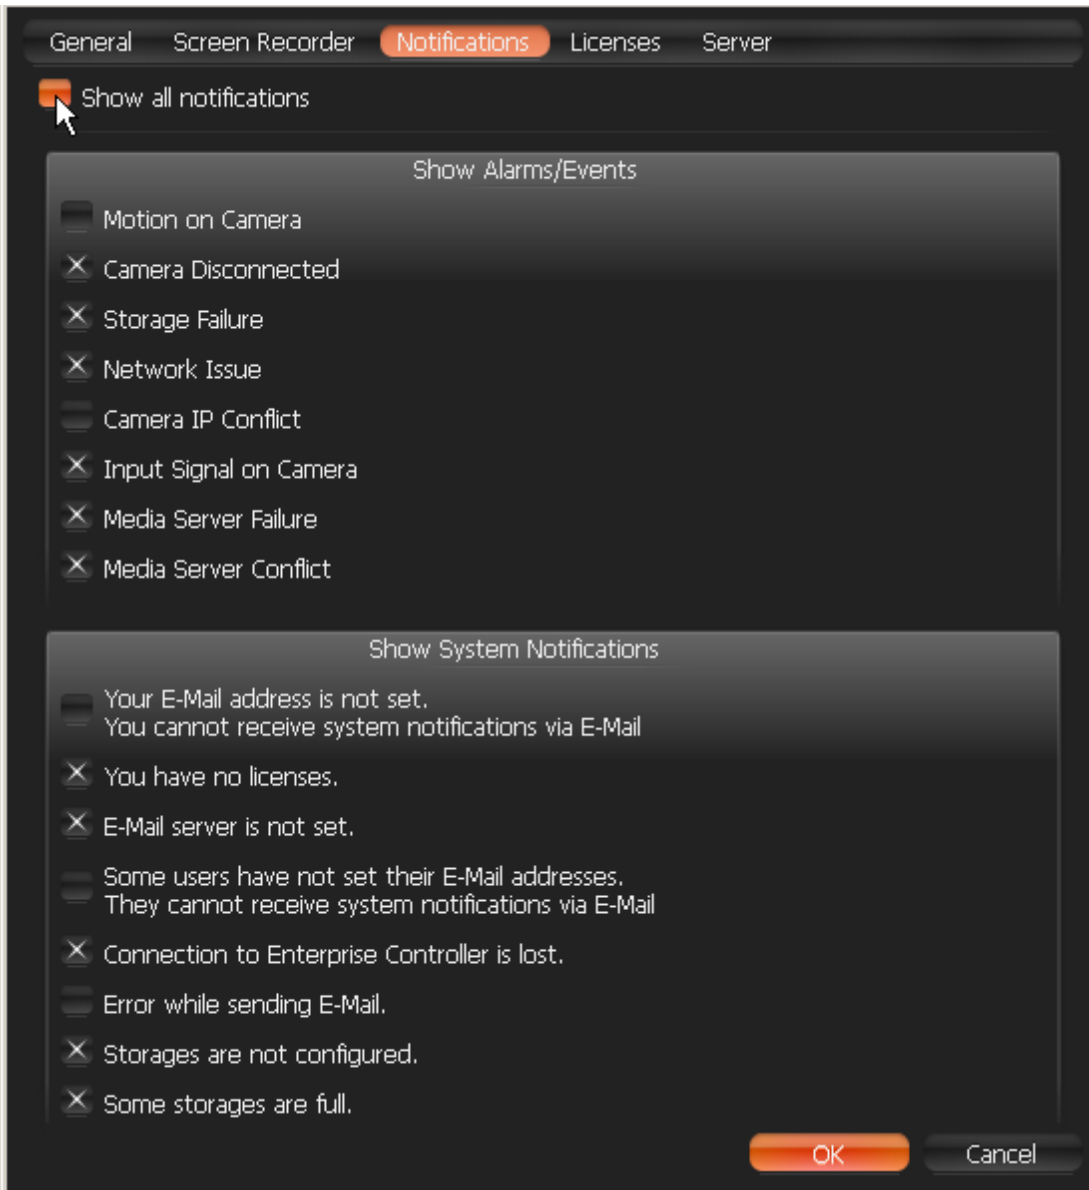 General Screen Recorder Notifications Licenses Server
Show all notifications
Show Alarms/Events
Motion on Camera
Camera Disconnected
Storage Failure
Network Issue
Camera IP Conflict
Input Signal on Camera
Media Server Failure
Media Server Conflict
Show System Notifications
Your E-Mail address is not set.
You cannot receive system notifications via E-Mail
You have no licenses.
E-Mail server is not set.
Some users have not set their E-Mail addresses.
They cannot receive system notifications via E-Mail
Connection to Enterprise Controller is lost.
Error while sending E-Mail.
Storages are not configured.
Some storages are full.
OK Cancel